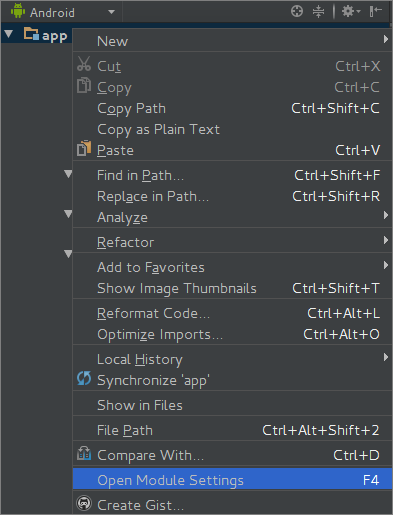 Android
app
New
Cut Ctrl+X
Copy Ctrl+C
Copy Path Ctrl+Shift+C
Copy as Plain Text
Paste Ctrl+V
Find in Path... Ctrl+Shift+F
Replace in Path... Ctrl+Shift+R
Analyze
Refactor
Add to Favorites
Show Image Thumbnails Ctrl+Shift+T
Reformat Code... Ctrl+Alt+L
Optimize Imports... Ctrl+Alt+O
Local History
Synchronize 'app'
Show in Files
File Path Ctrl+Alt+Shift+2
Compare With... Ctrl+D
Open Module Settings F4
Create Gist...